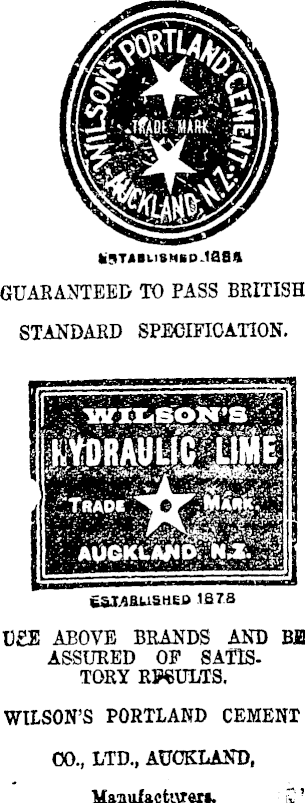 WILSON'S PORTLAND CEMENT.
TRADE MARK
AUCKLAND, N.Z.
ESTABLISHED 1884
GUARANTEED TO PASS BRITISH
STANDARD SPECIFICATION.
WILSON'S
HYDRAULIC LIME
TRADE MARK
AUCKLAND, N.Z.
ESTABLISHED 1878
USE ABOVE BRANDS AND BE
ASSURED OF SATIS-
TORY RESULTS.
WILSON'S PORTLAND CEMENT
CO., LTD., AUCKLAND,
Manufacturers.